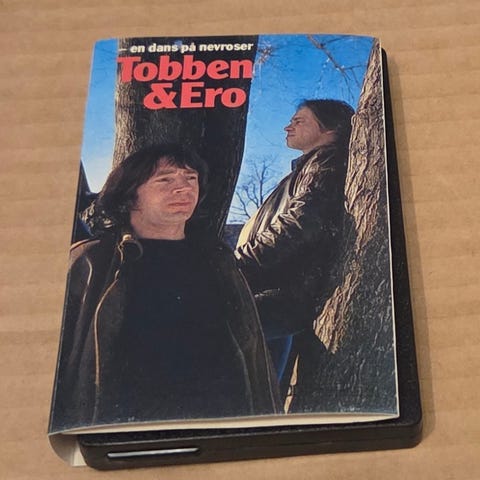 – en dans på nevroser
Tobben
&Ero